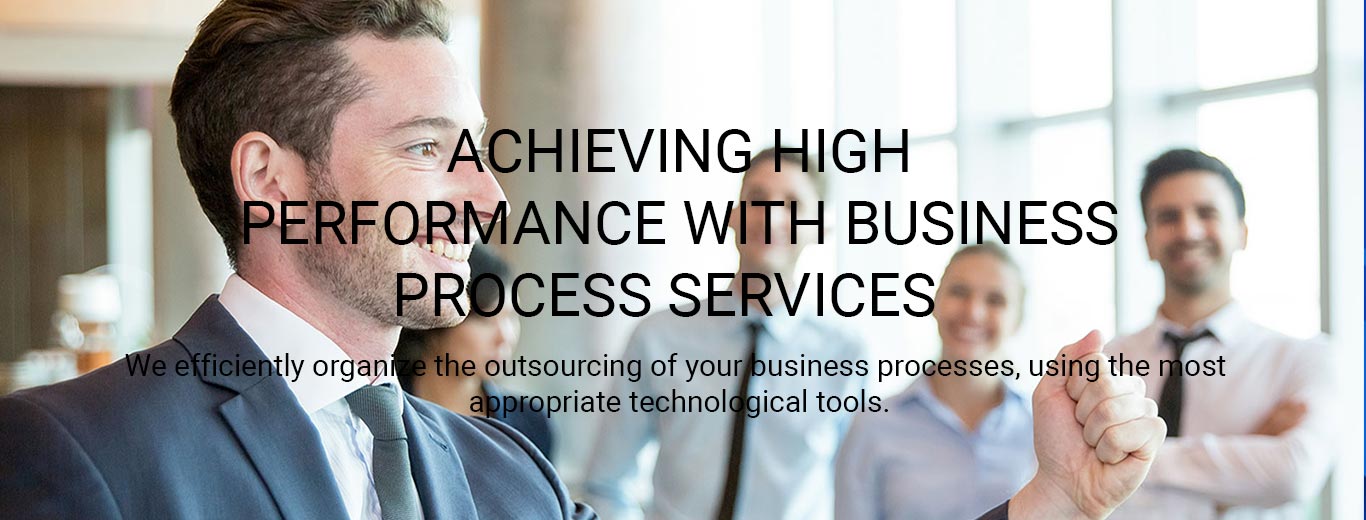 ACHIEVING HIGH
PERFORMANCE WITH BUSINESS
PROCESS SERVICES
We efficiently organize the outsourcing of your business processes, using the most
appropriate technological tools.